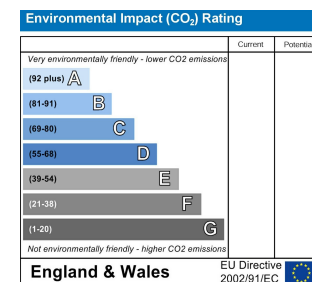 Environmental Impact (CO₂) Rating
Current Potentia
Very environmentally friendly - lower CO2 emissions
(92 plus) A
(81-91) B
(69-80) C
(55-68) D
(39-54) E
(21-38) F
(1-20) G
Not environmentally friendly - higher CO2 emissions
England & Wales
EU Directive
2002/91/EC